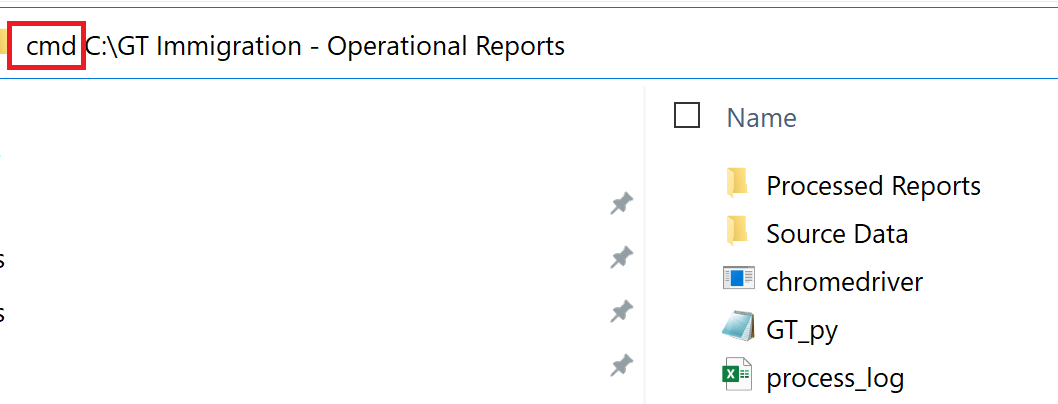 cmd C:\GT Immigration - Operational Reports
Name
Processed Reports
Source Data
chromedriver
s
GT_py
s
process_log